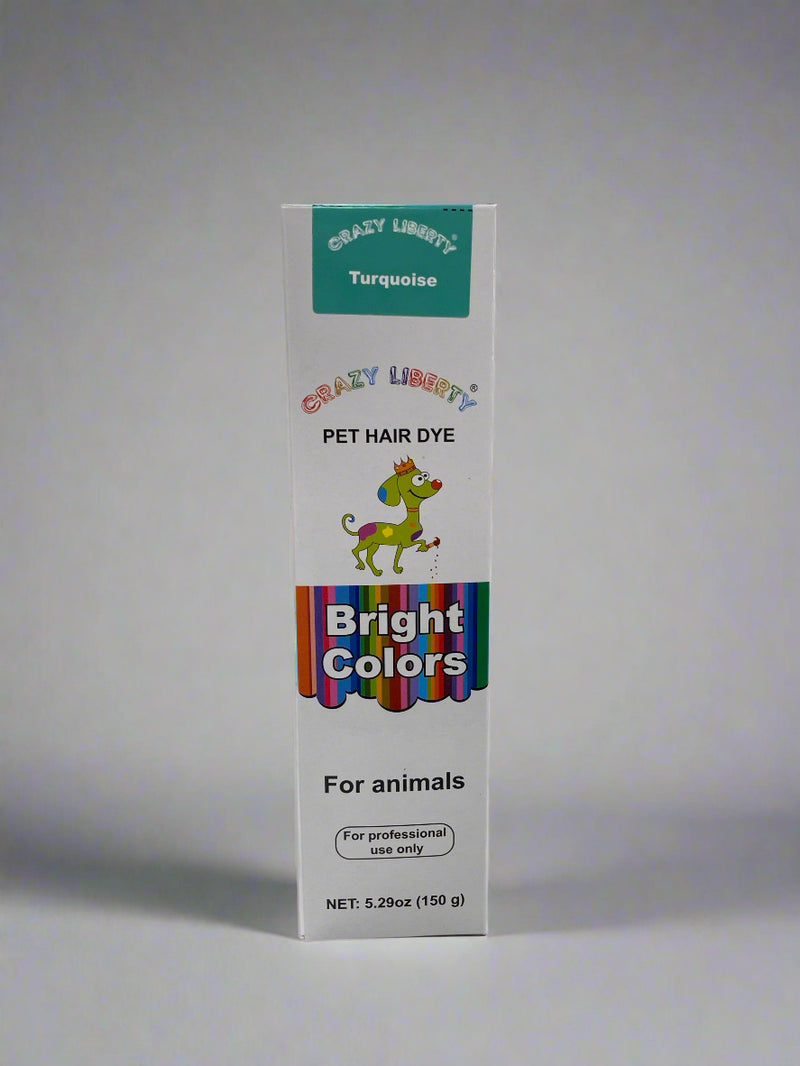 CRAZY LIBERTY®
Turquoise
CRAZY LIBERTY®
PET HAIR DYE
Bright
Colors
For animals
For professional
use only
NET: 5.29oz (150 g)